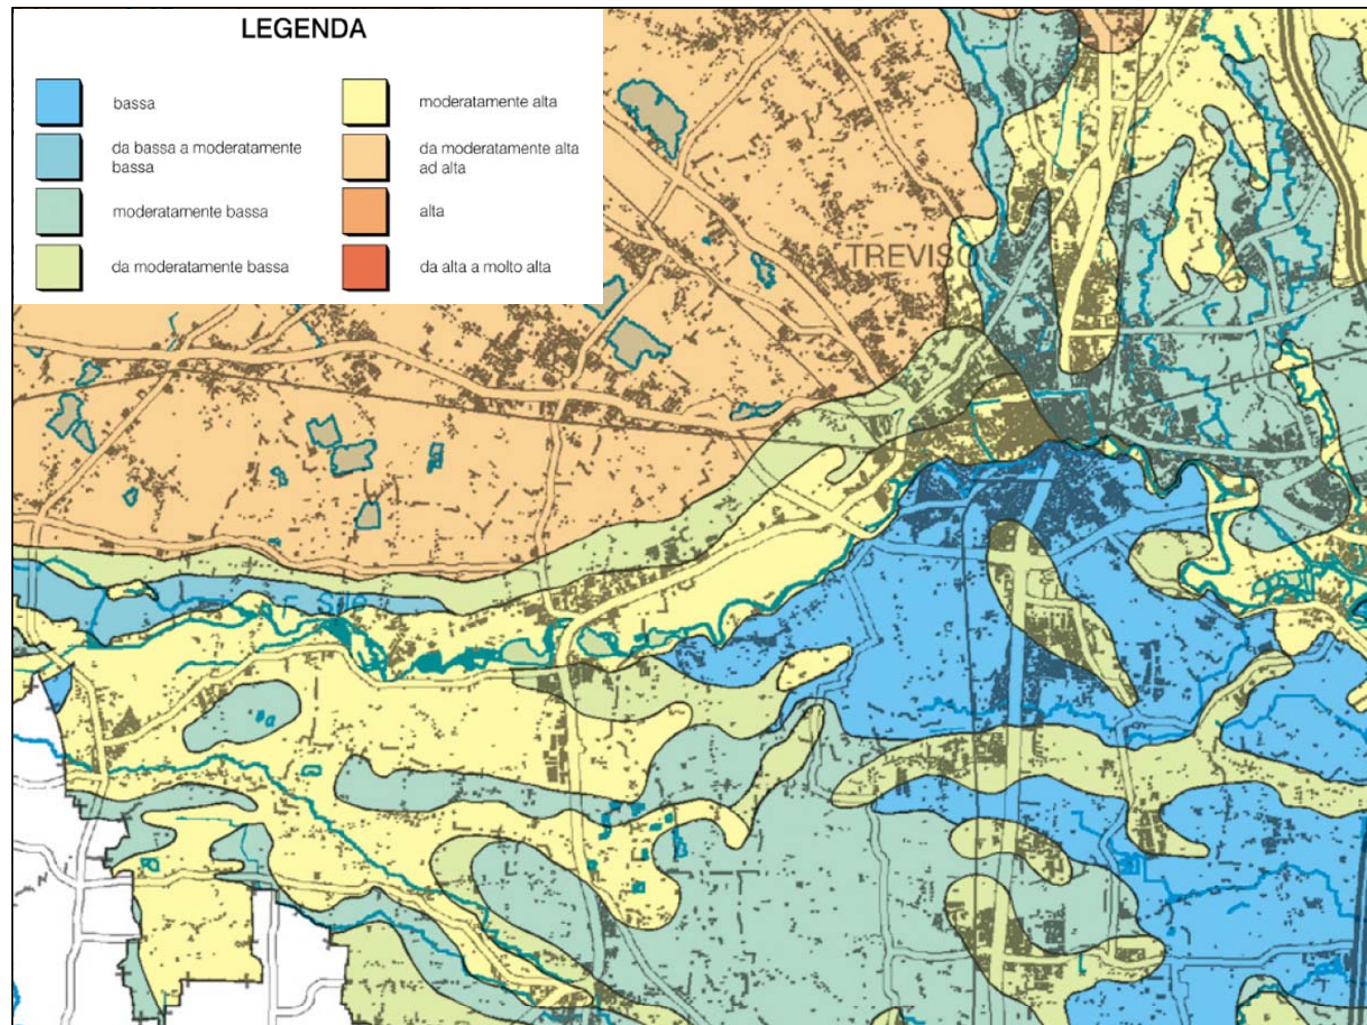 LEGENDA
bassa
da bassa a moderatamente
bassa
moderatamente bassa
da moderatamente bassa
moderatamente alta
da moderatamente alta
ad alta
alta
da alta a molto alta
TREVISO